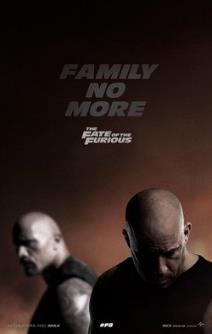 FAMILY
NO
MORE
THE
FATE OF THE
FURIOUS
#F8